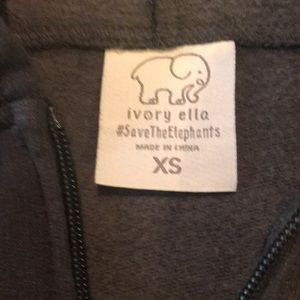 ivory ella
#SaveTheElephants
MADE IN CHINA
XS